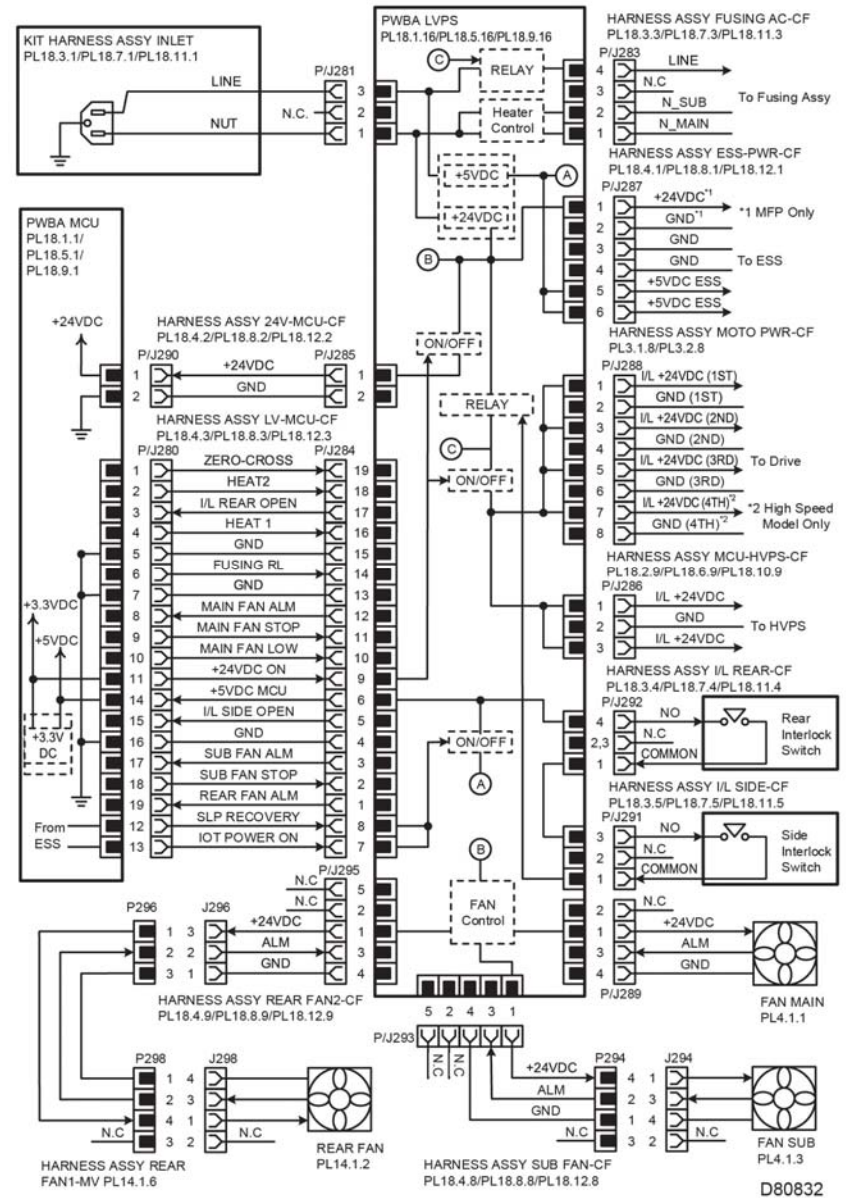 KIT HARNESS ASSY INLET
PL18.3.1/PL18.7.1/PL18.11.1
LINE
NUT
P/J281
3
N.C.
2
1
PWBA LVPS
PL18.1.16/PL18.5.16/PL18.9.16
C
RELAY
Heater
Control
+5VDC
A
+24VDC
B
ON/OFF
RELAY
C
ON/OFF
ON/OFF
A
B
FAN
Control
HARNESS ASSY FUSING AC-CF
PL18.3.3/PL18.7.3/PL18.11.3
P/J283
4
LINE
3
N.C
2
N_SUB
1
N_MAIN
To Fusing Assy
HARNESS ASSY ESS-PWR-CF
PL18.4.1/PL18.8.1/PL18.12.1
P/J287
1
+24VDC*1
*1 MFP Only
2
GND*1
3
GND
4
GND
To ESS
5
+5VDC ESS
6
+5VDC ESS
HARNESS ASSY MOTO PWR-CF
PL3.1.8/PL3.2.8
P/J288
1
I/L +24VDC (1ST)
2
GND (1ST)
3
I/L +24VDC (2ND)
4
GND (2ND)
5
I/L +24VDC (3RD)
To Drive
6
GND (3RD)
7
I/L +24VDC (4TH)*2
*2 High Speed
Model Only
8
GND (4TH)*2
HARNESS ASSY MCU-HVPS-CF
PL18.2.9/PL18.6.9/PL18.10.9
P/J286
1
I/L +24VDC
2
GND
To HVPS
3
I/L +24VDC
HARNESS ASSY I/L REAR-CF
PL18.3.4/PL18.7.4/PL18.11.4
P/J292
4
NO
2,3
N.C
1
COMMON
Rear
Interlock
Switch
HARNESS ASSY I/L SIDE-CF
PL18.3.5/PL18.7.5/PL18.11.5
P/J291
3
NO
2
N.C
1
COMMON
Side
Interlock
Switch
2
N.C
1
+24VDC
3
ALM
4
GND
P/J289
FAN MAIN
PL4.1.1
PWBA MCU
PL18.1.1/
PL18.5.1/
PL18.9.1
+24VDC
HARNESS ASSY 24V-MCU-CF
PL18.4.2/PL18.8.2/PL18.12.2
P/J290
P/J285
1
+24VDC
1
2
GND
2
HARNESS ASSY LV-MCU-CF
PL18.4.3/PL18.8.3/PL18.12.3
P/J280
P/J284
1
ZERO-CROSS
19
2
HEAT2
18
3
I/L REAR OPEN
17
4
HEAT 1
16
5
GND
15
6
FUSING RL
14
7
GND
13
8
MAIN FAN ALM
12
9
MAIN FAN STOP
11
10
MAIN FAN LOW
10
11
+24VDC ON
9
14
+5VDC MCU
6
15
I/L SIDE OPEN
5
16
GND
4
17
SUB FAN ALM
3
18
SUB FAN STOP
2
19
REAR FAN ALM
1
12
SLP RECOVERY
8
13
IOT POWER ON
7
+3.3VDC
+5VDC
+3.3V
DC
From
ESS
P/J295
N.C
5
N.C
2
+24VDC
1
ALM
3
GND
4
P296
J296
1 3
2 2
3 1
HARNESS ASSY REAR FAN2-CF
PL18.4.9/PL18.8.9/PL18.12.9
P298
J298
1 4
2 3
4 1
N.C
3 2
N.C
REAR FAN
PL14.1.2
HARNESS ASSY REAR
FAN1-MV PL14.1.6
5 2 4 3 1
P/J293
N.C
N.C
+24VDC
ALM
GND
N.C
P294
J294
4 1
2 3
1 4
3 2
N.C
FAN SUB
PL4.1.3
HARNESS ASSY SUB FAN-CF
PL18.4.8/PL18.8.8/PL18.12.8
D80832